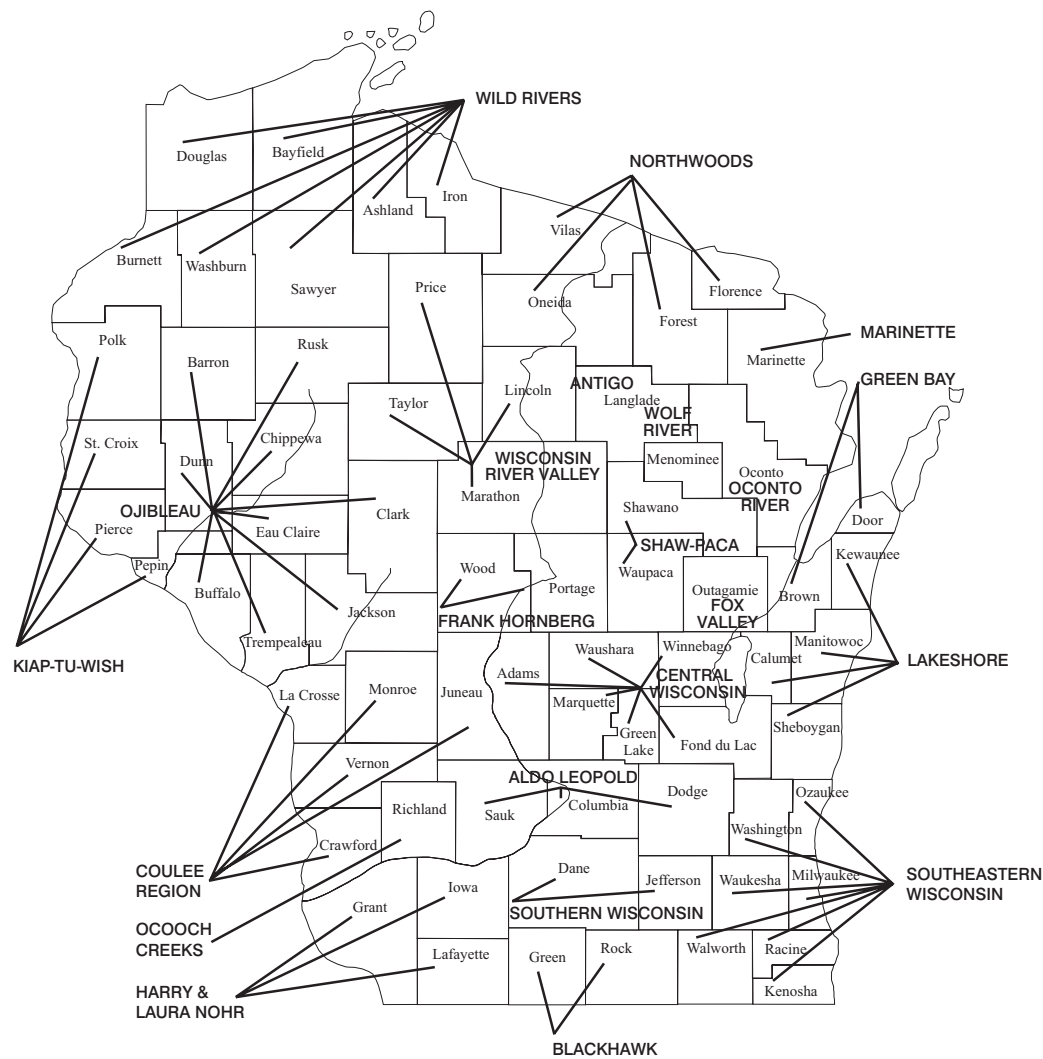 WILD RIVERS
NORTHWOODS
Douglas
Bayfield
Ashland
Iron
Vilas
Burnett
Washburn
Sawyer
Price
Oneida
Florence
Forest
Polk
Barron
Rusk
Marinette
MARINETTE
GREEN BAY
Taylor
Lincoln
ANTIGO
Langlade
WOLF
RIVER
St. Croix
Dunn
Chippewa
WISCONSIN
RIVER VALLEY
Marathon
Menominee
Oconto
OCONTO
RIVER
OJIBLEAU
Pierce
Eau Claire
Clark
Shawano
Door
Pepin
Buffalo
Wood
Portage
SHAW-PACA
Waupaca
Outagamie
FOX
VALLEY
Brown
Kewaunee
Trempealeau
Jackson
FRANK HORNBERG
KIAP-TU-WISH
La Crosse
Monroe
Juneau
Adams
Waushara
Winnebago
CENTRAL
WISCONSIN
Marquette
Green
Lake
Fond du Lac
Calumet
Manitowoc
LAKESHORE
Sheboygan
Vernon
ALDO LEOPOLD
Richland
Sauk
Columbia
Dodge
Ozaukee
Washington
Crawford
COULEE
REGION
Iowa
Dane
Jefferson
Waukesha
Milwaukee
SOUTHEASTERN
WISCONSIN
Grant
SOUTHERN WISCONSIN
OCOOCH
CREEKS
Lafayette
Green
Rock
Walworth
Racine
Kenosha
HARRY &
LAURA NOHR
BLACKHAWK